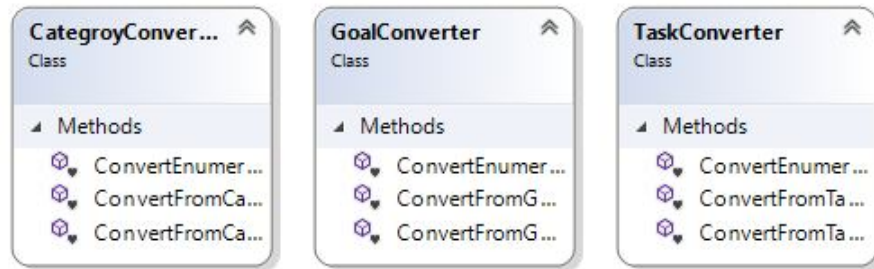 CategroyConver...
Class
Methods
ConvertEnumer...
ConvertFromCa...
ConvertFromCa...
GoalConverter
Class
Methods
ConvertEnumer...
ConvertFromG...
ConvertFromG...
TaskConverter
Class
Methods
ConvertEnumer...
ConvertFromTa...
ConvertFromTa...